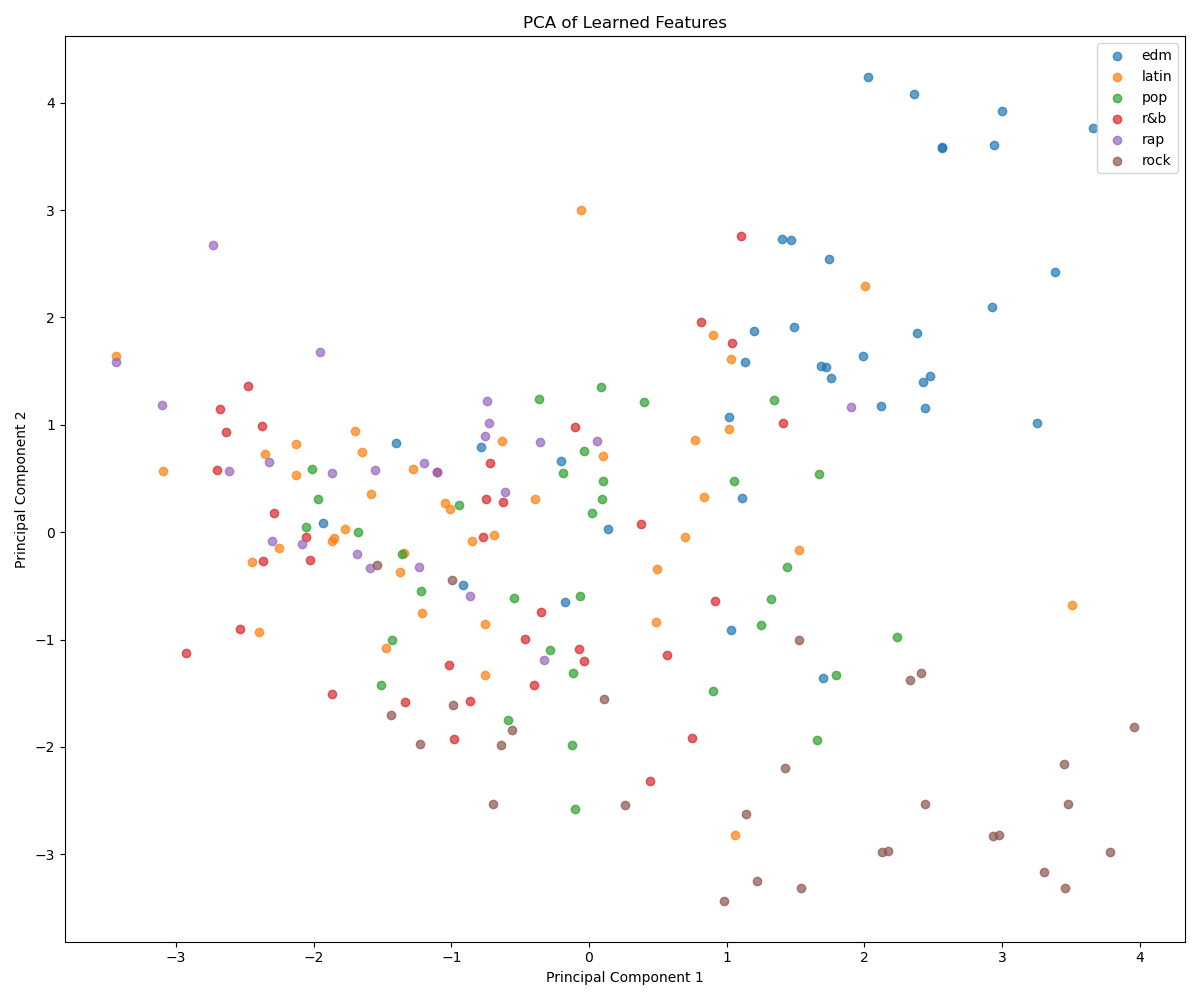 PCA of Learned Features
edm
latin
pop
r&b
rap
rock
Principal Component 2
4
3
2
1
0
−1
−2
−3
−3
−2
−1
0
1
2
3
4
Principal Component 1